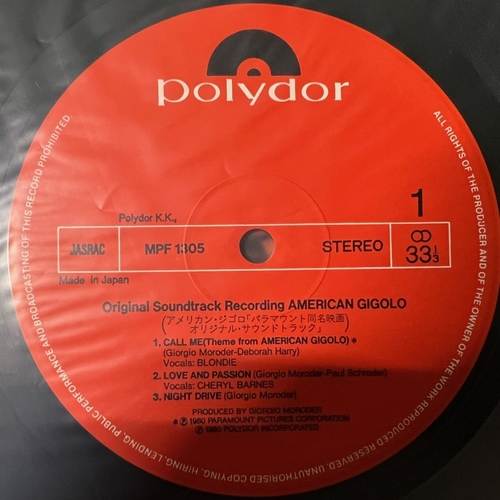 polydor
ALL RIGHTS OF THE PRODUCER AND OF THE OWNER OF THE WORK REPRODUCED RESERVED. UNAUTHORISED COPYING, HIRING, LENDING, PUBLIC PERFORMANCE AND BROADCASTING OF THIS RECORD PROHIBITED
Polydor K.K.,
1
JASRAC
MPF 1305
STEREO
33 1/3
Made in Japan
Original Soundtrack Recording AMERICAN GIGOLO
(アメリカン・ジゴロ「パラマウント同名映画
オリジナル・サウンドトラック」)
1. CALL ME(Theme from AMERICAN GIGOLO) *
(Giorgio Moroder-Deborah Harry)
Vocals: BLONDIE
2. LOVE AND PASSION (Giorgio Moroder-Paul Schrader)
Vocals: CHERYL BARNES
3. NIGHT DRIVE (Giorgio Moroder)
PRODUCED BY GIORGIO MORODER
* ℗ 1980 PARAMOUNT PICTURES CORPORATION
℗ 1980 POLYDOR INCORPORATED